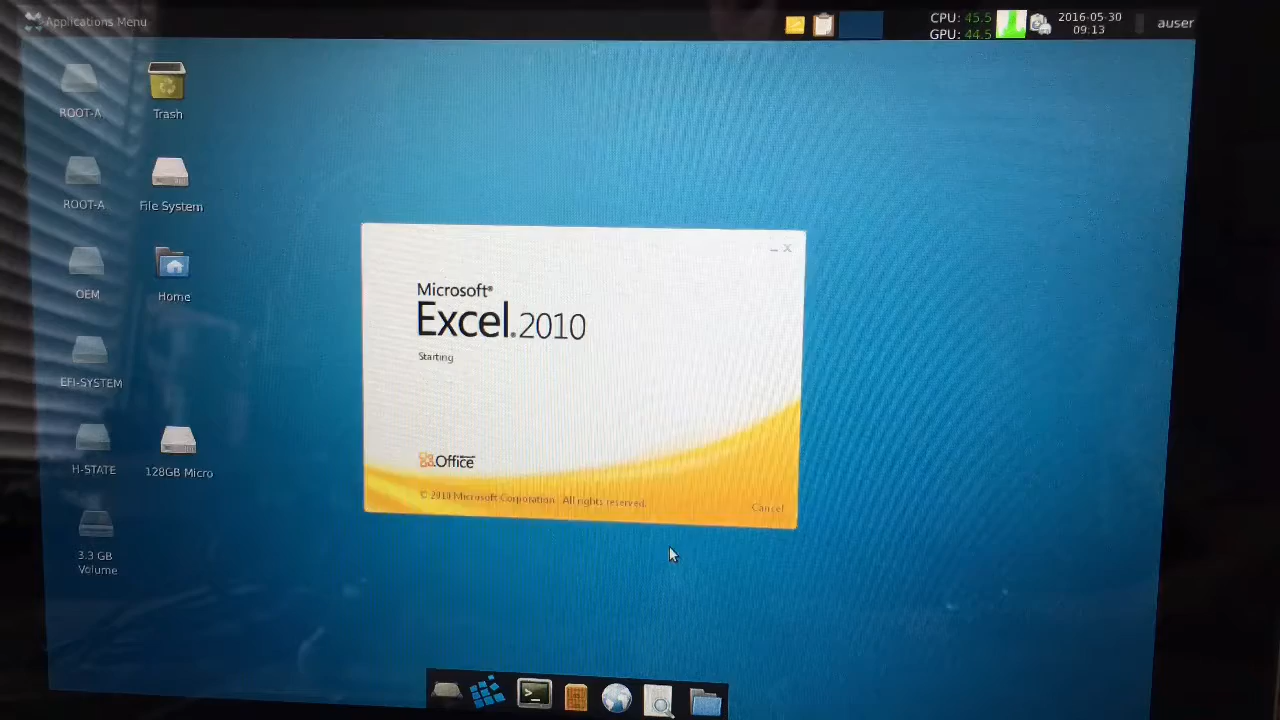 Applications Menu
CPU: 45.5
GPU: 44.5
2016-05-30
09:13
auser
ROOT-A
Trash
ROOT-A
File System
OEM
Home
EFI-SYSTEM
H-STATE
128GB Micro
3.3 GB
Volume
Microsoft®
Excel®2010
Starting
Microsoft
Office
© 2010 Microsoft Corporation. All rights reserved.
Cancel
>_